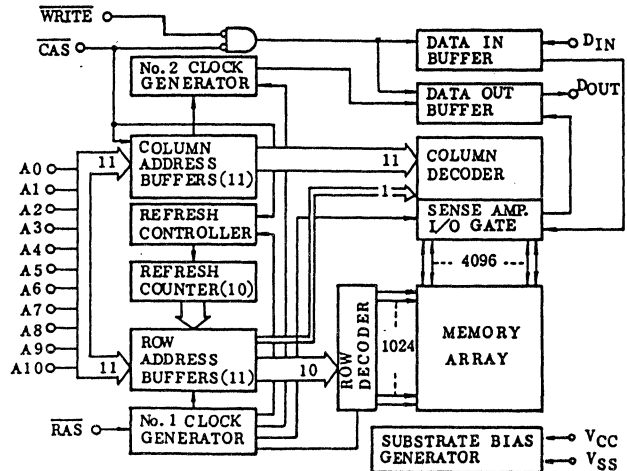 WRITE
CAS
No. 2 CLOCK
GENERATOR
DATA IN
BUFFER
DIN
DATA OUT
BUFFER
DOUT
A0
A1
A2
A3
A4
A5
A6
A7
A8
A9
A10
11
COLUMN
ADDRESS
BUFFERS(11)
11
COLUMN
DECODER
1
REFRESH
CONTROLLER
SENSE AMP.
I/O GATE
REFRESH
COUNTER(10)
4096
11
ROW
ADDRESS
BUFFERS(11)
10
ROW
DECODER
1024
MEMORY
ARRAY
RAS
No. 1 CLOCK
GENERATOR
SUBSTRATE BIAS
GENERATOR
VCC
VSS